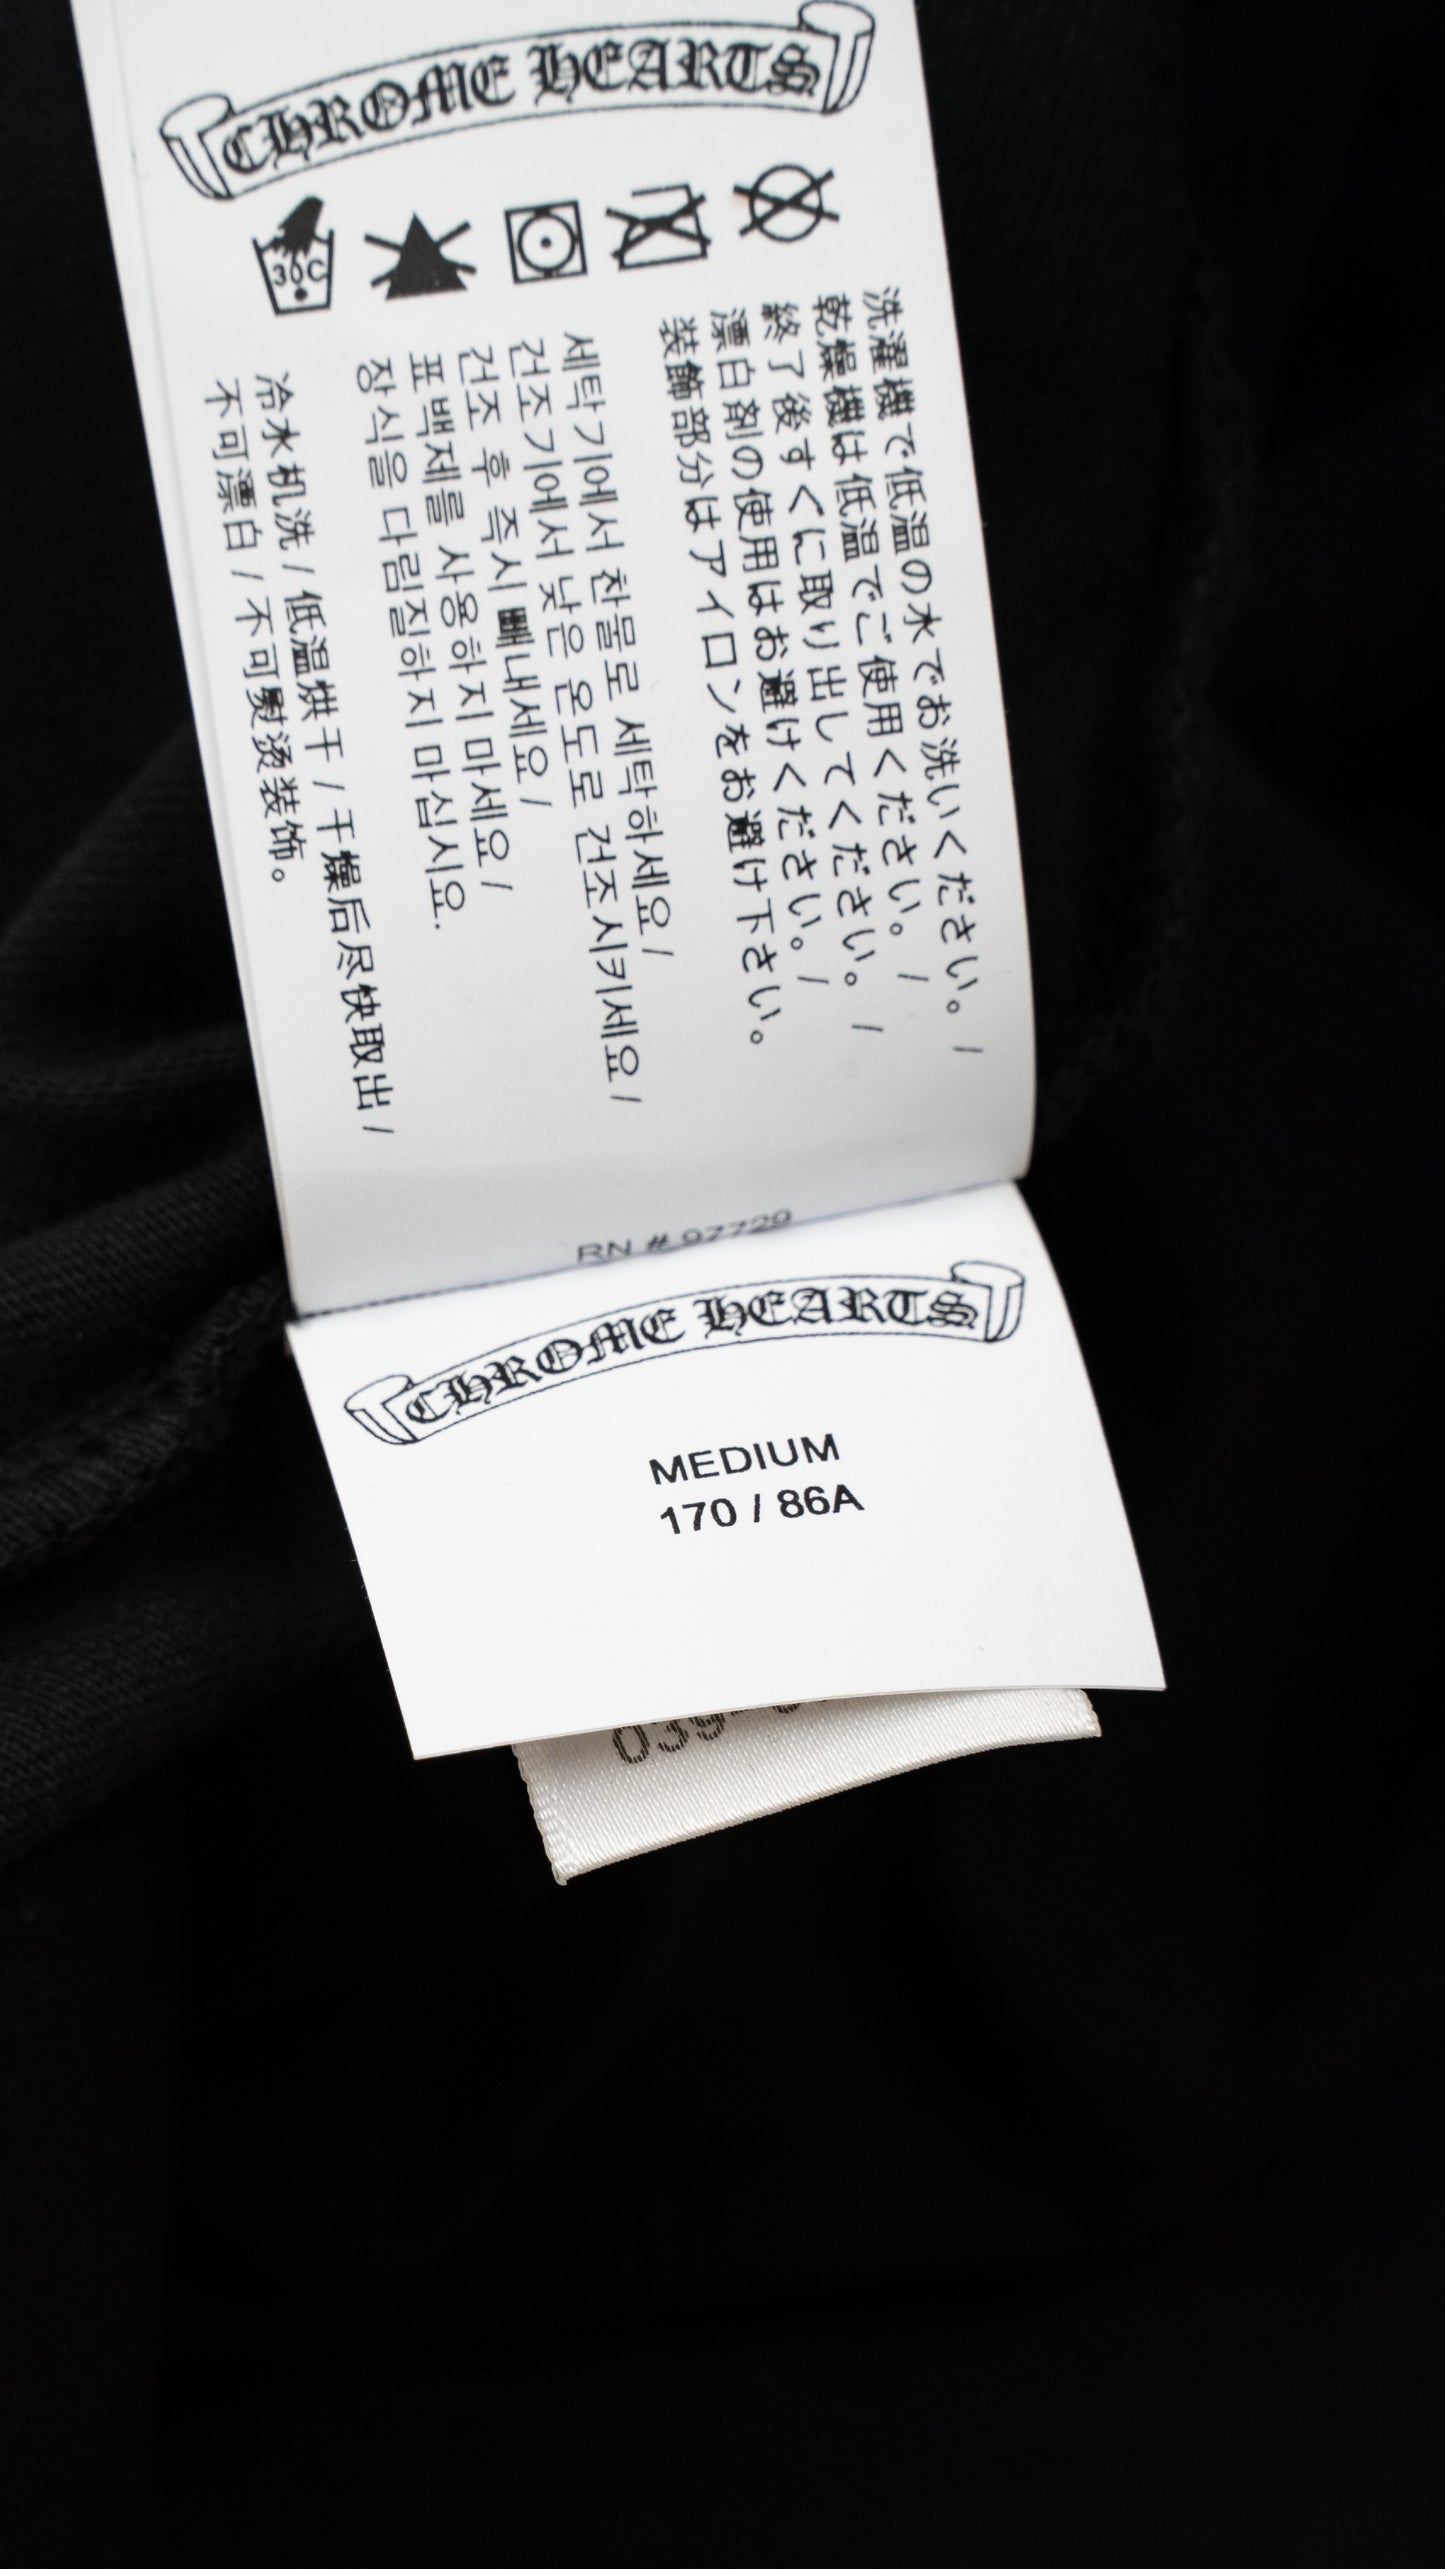 CHROME HEARTS
30C
洗濯機で低温の水でお洗いください。 /
乾燥機は低温でご使用ください。 /
終了後すぐに取り出してください。 /
漂白剤の使用はお避けください。 /
装飾部分はアイロンをお避け下さい。
세탁기에서 찬물로 세탁하세요 /
건조기에서 낮은 온도로 건조시키세요 /
건조 후 즉시 빼내세요 /
표백제를 사용하지 마세요 /
장식을 다림질하지 마십시요.
冷水机洗 / 低温烘干 / 干燥后尽快取出 /
不可漂白 / 不可熨烫装饰。
RN # 97729
CHROME HEARTS
MEDIUM
170 / 86A
039-